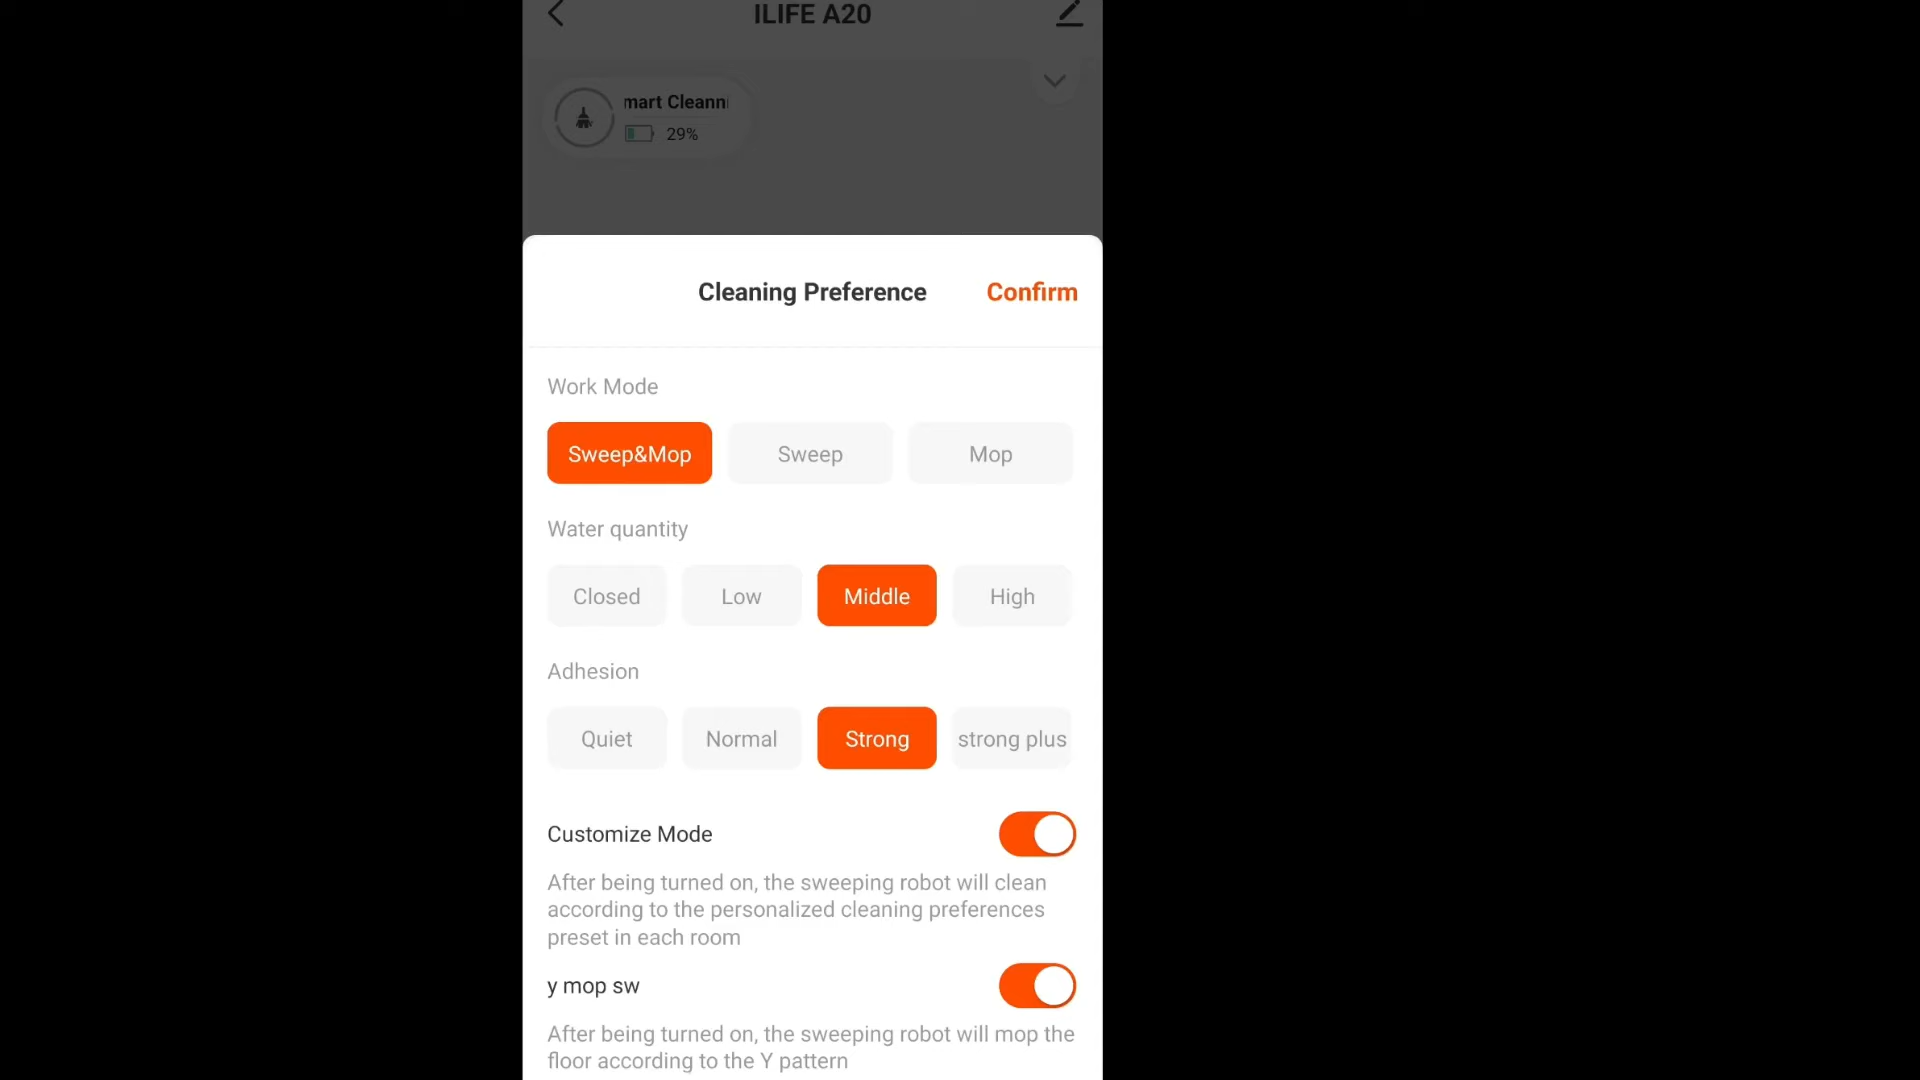 ILIFE A20
mart Cleann
29%
Cleaning Preference
Confirm
Work Mode
Sweep&Mop
Sweep
Mop
Water quantity
Closed
Low
Middle
High
Adhesion
Quiet
Normal
Strong
strong plus
Customize Mode
After being turned on, the sweeping robot will clean
according to the personalized cleaning preferences
preset in each room
y mop sw
After being turned on, the sweeping robot will mop the
floor according to the Y pattern